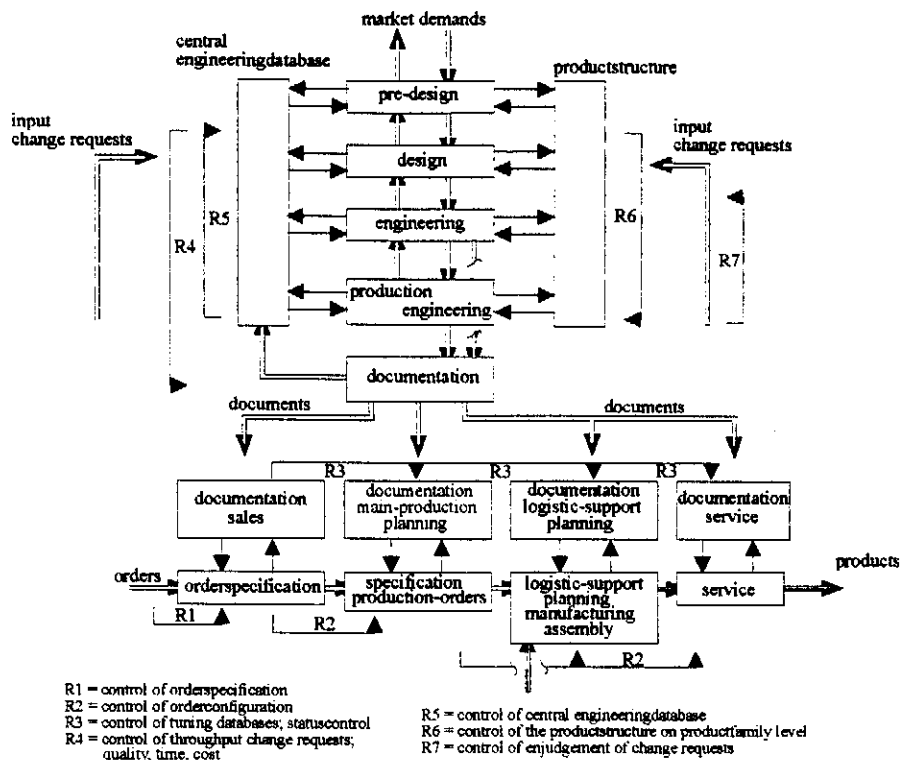 market demands
central
engineeringdatabase
productstructure
pre-design
input
change requests
input
change requests
design
R5
R6
engineering
R4
R7
production
engineering
documentation
documents
documents
R3
R3
R3
documentation
sales
documentation
main-production
planning
documentation
logistic-support
planning
documentation
service
products
orders
orderspecification
specification
production-orders
logistic-support
planning
manufacturing
assembly
service
R1
R2
R2
R1 = control of orderspecification
R2 = control of orderconfiguration
R3 = control of tuning databases; statuscontrol
R4 = control of throughput change requests;
quality, time, cost
R5 = control of central engineeringdatabase
R6 = control of the productstructure on productfamily level
R7 = control of enjudgement of change requests